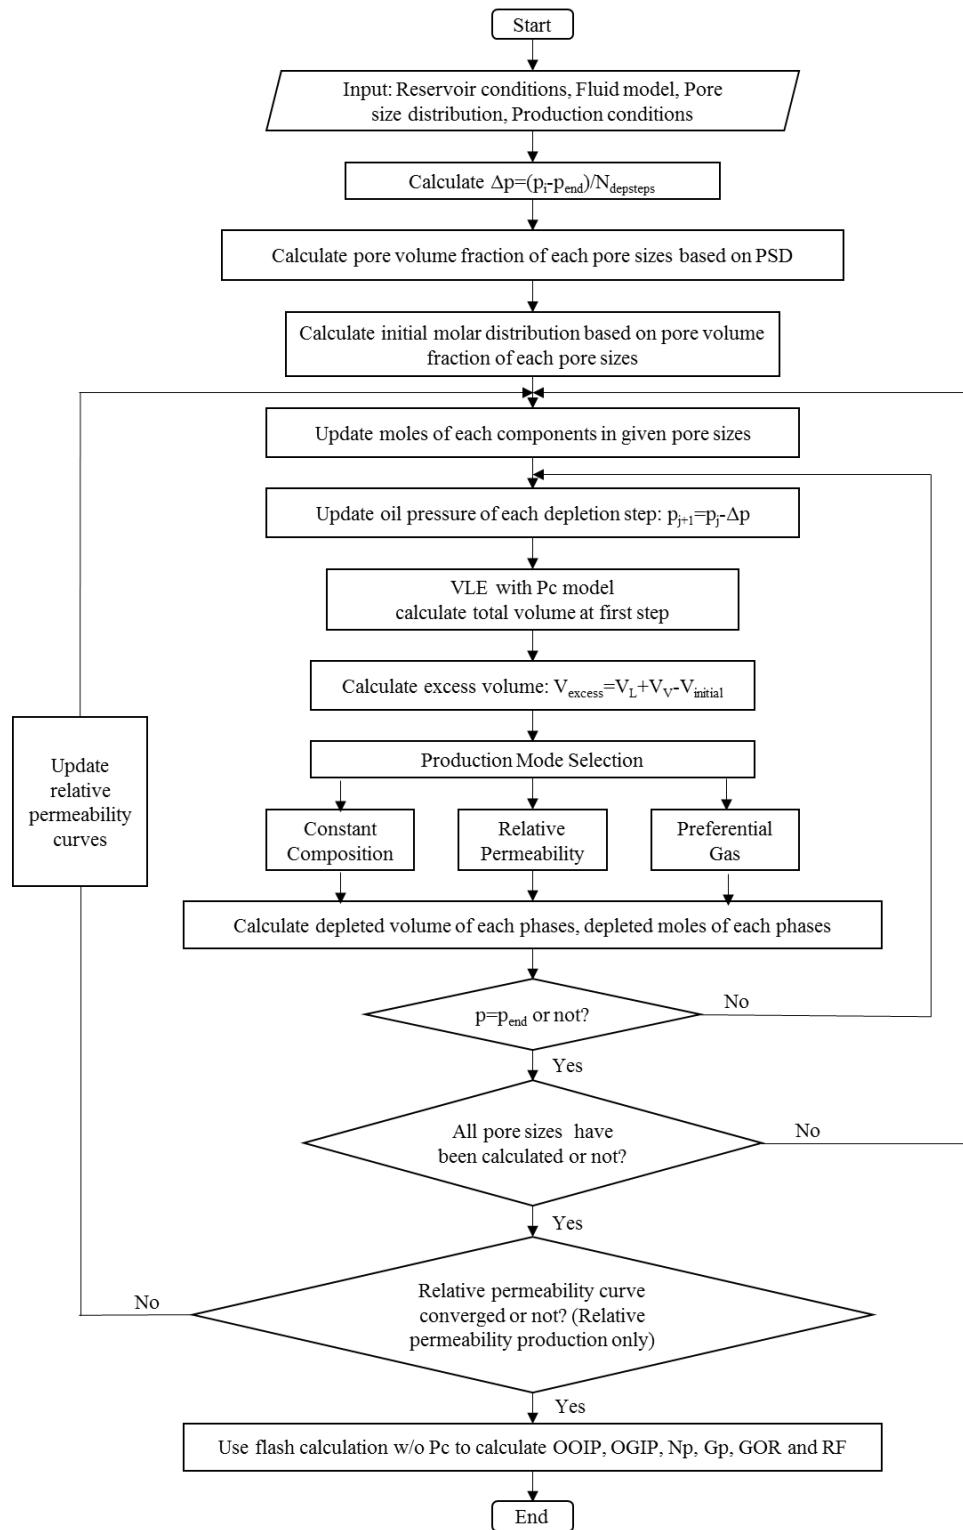 Start
Input: Reservoir conditions, Fluid model, Pore
size distribution, Production conditions
Calculate Δp=(pi-pend)/Ndepsteps
Calculate pore volume fraction of each pore sizes based on PSD
Calculate initial molar distribution based on pore volume
fraction of each pore sizes
Update moles of each components in given pore sizes
Update oil pressure of each depletion step: pj+1=pj-Δp
VLE with Pc model
calculate total volume at first step
Calculate excess volume: Vexcess=VL+VV-Vinitial
Production Mode Selection
Update
relative
permeability
curves
Constant
Composition
Relative
Permeability
Preferential
Gas
Calculate depleted volume of each phases, depleted moles of each phases
p=pend or not?
No
Yes
All pore sizes have
been calculated or not?
No
Yes
Relative permeability curve
converged or not? (Relative
permeability production only)
No
Yes
Use flash calculation w/o Pc to calculate OOIP, OGIP, Np, Gp, GOR and RF
End